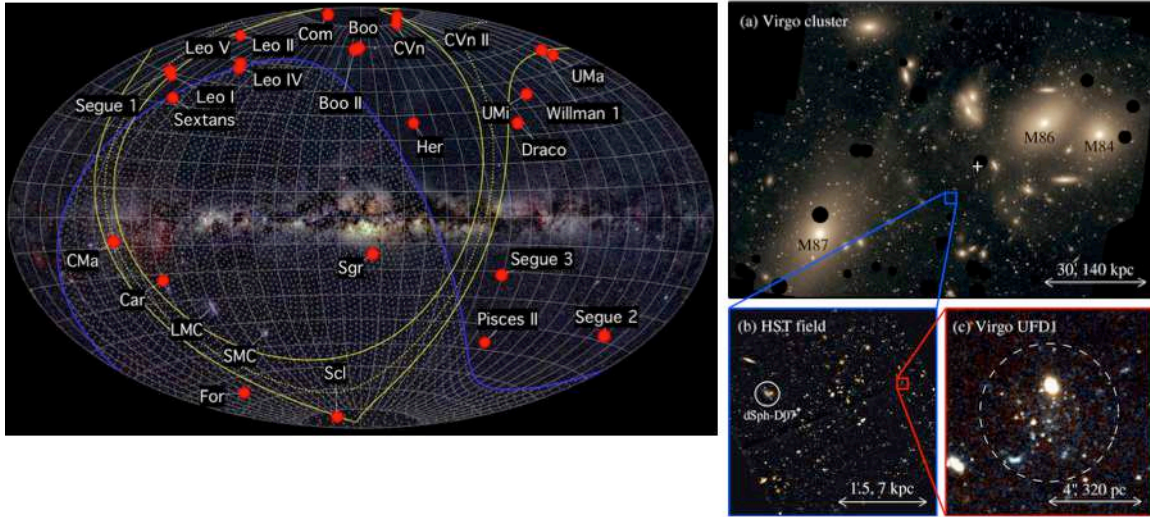 Com
Boo
CVn
CVn II
Leo V
Leo II
UMa
Leo IV
Segue 1
Leo I
Boo II
UMi
Willman 1
Sextans
Her
Draco
CMa
Sgr
Segue 3
Car
LMC
Pisces II
Segue 2
SMC
Scl
For
(a) Virgo cluster
M86
M84
M87
30', 140 kpc
(b) HST field
dSph-D07
1.'5, 7 kpc
(c) Virgo UFD1
4", 320 pc